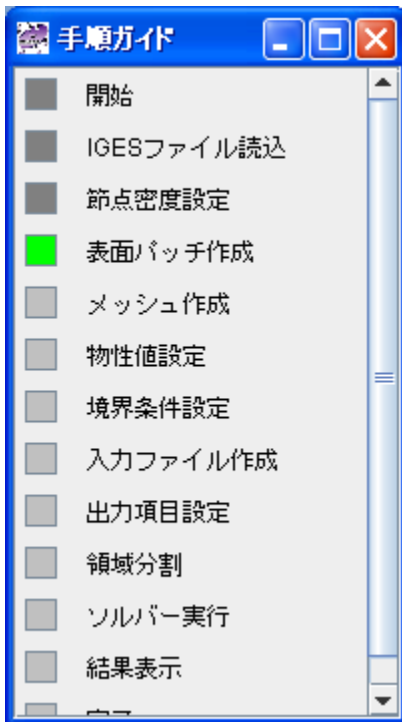 手順ガイド
開始
IGESファイル読込
節点密度設定
表面パッチ作成
メッシュ作成
物性値設定
境界条件設定
入力ファイル作成
出力項目設定
領域分割
ソルバー実行
結果表示